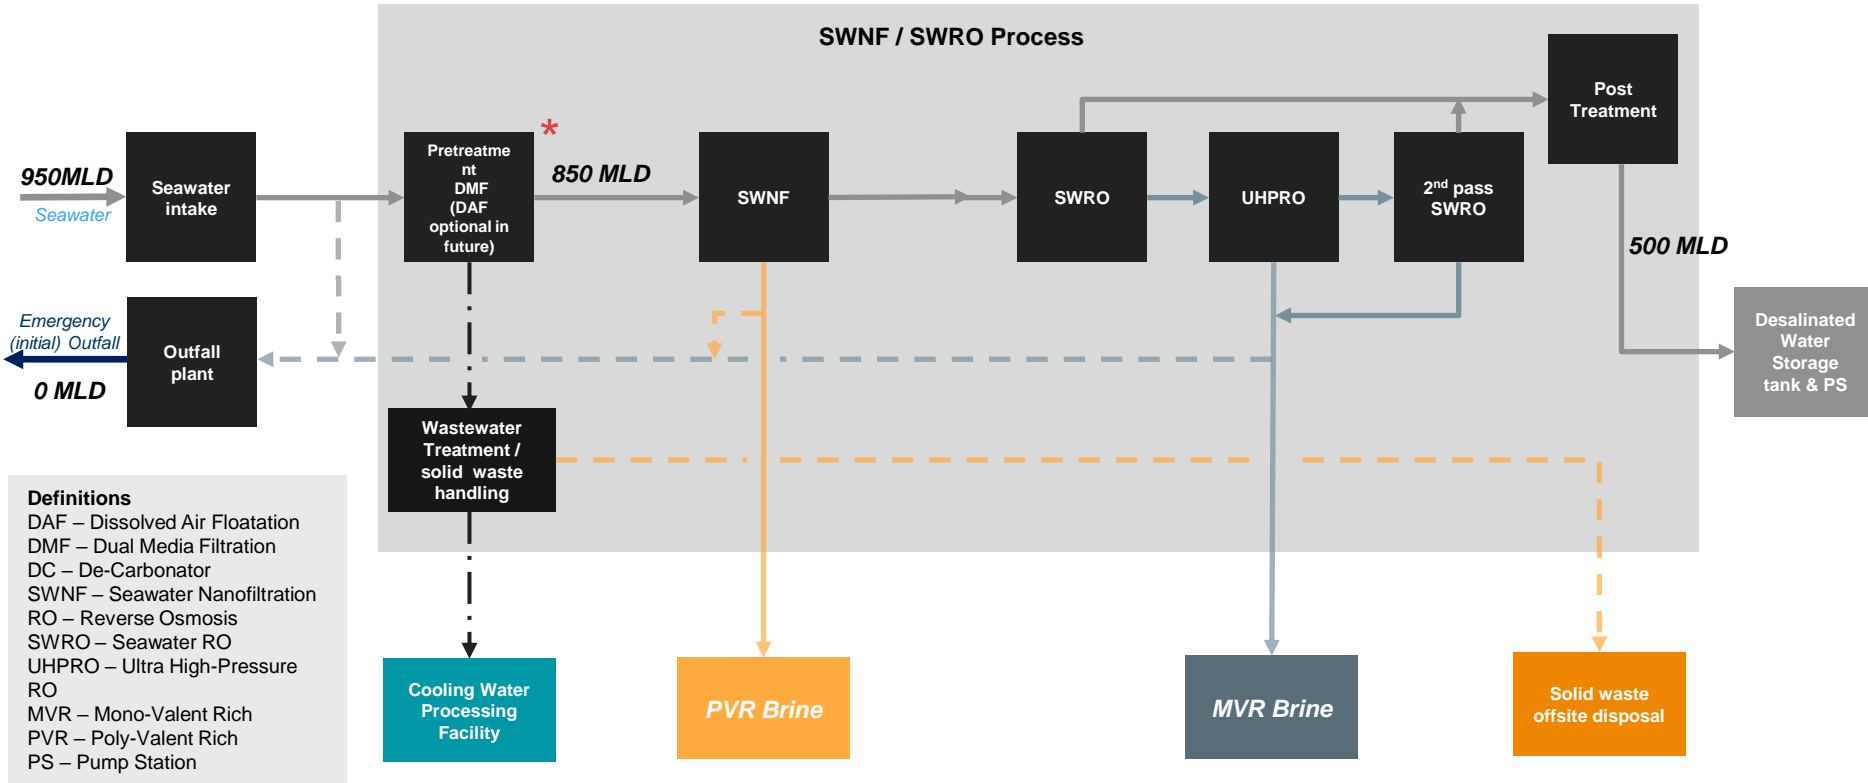 SWNF / SWRO Process
950MLD
Seawater
Seawater
intake
Pretreatme
nt
DMF
(DAF
optional in
future)
*
850 MLD
SWNF
SWRO
UHPRO
2nd pass
SWRO
Post
Treatment
500 MLD
Desalinated
Water
Storage
tank & PS
Emergency
(initial) Outfall
0 MLD
Outfall
plant
Wastewater
Treatment /
solid waste
handling
Definitions
DAF – Dissolved Air Floatation
DMF – Dual Media Filtration
DC – De-Carbonator
SWNF – Seawater Nanofiltration
RO – Reverse Osmosis
SWRO – Seawater RO
UHPRO – Ultra High-Pressure
RO
MVR – Mono-Valent Rich
PVR – Poly-Valent Rich
PS – Pump Station
Cooling Water
Processing
Facility
PVR Brine
MVR Brine
Solid waste
offsite disposal